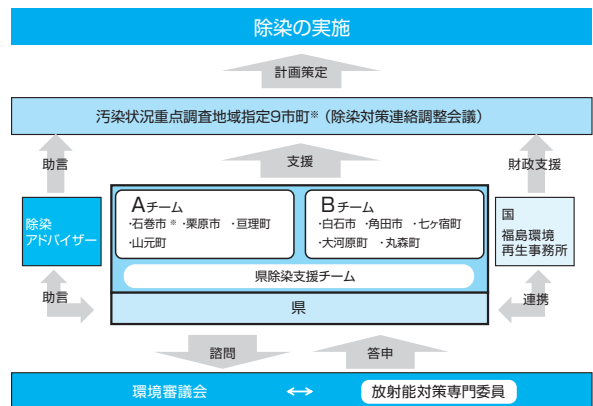 除染の実施
計画策定
汚染状況重点調査地域指定9市町※（除染対策連絡調整会議）
助言
支援
財政支援
除染
アドバイザー
Aチーム
・石巻市※・栗原市 ・亘理町
・山元町
Bチーム
・白石市 ・角田市 ・七ヶ宿町
・大河原町 ・丸森町
国
福島環境
再生事務所
県除染支援チーム
県
助言
連携
諮問
答申
環境審議会
↔
放射能対策専門委員